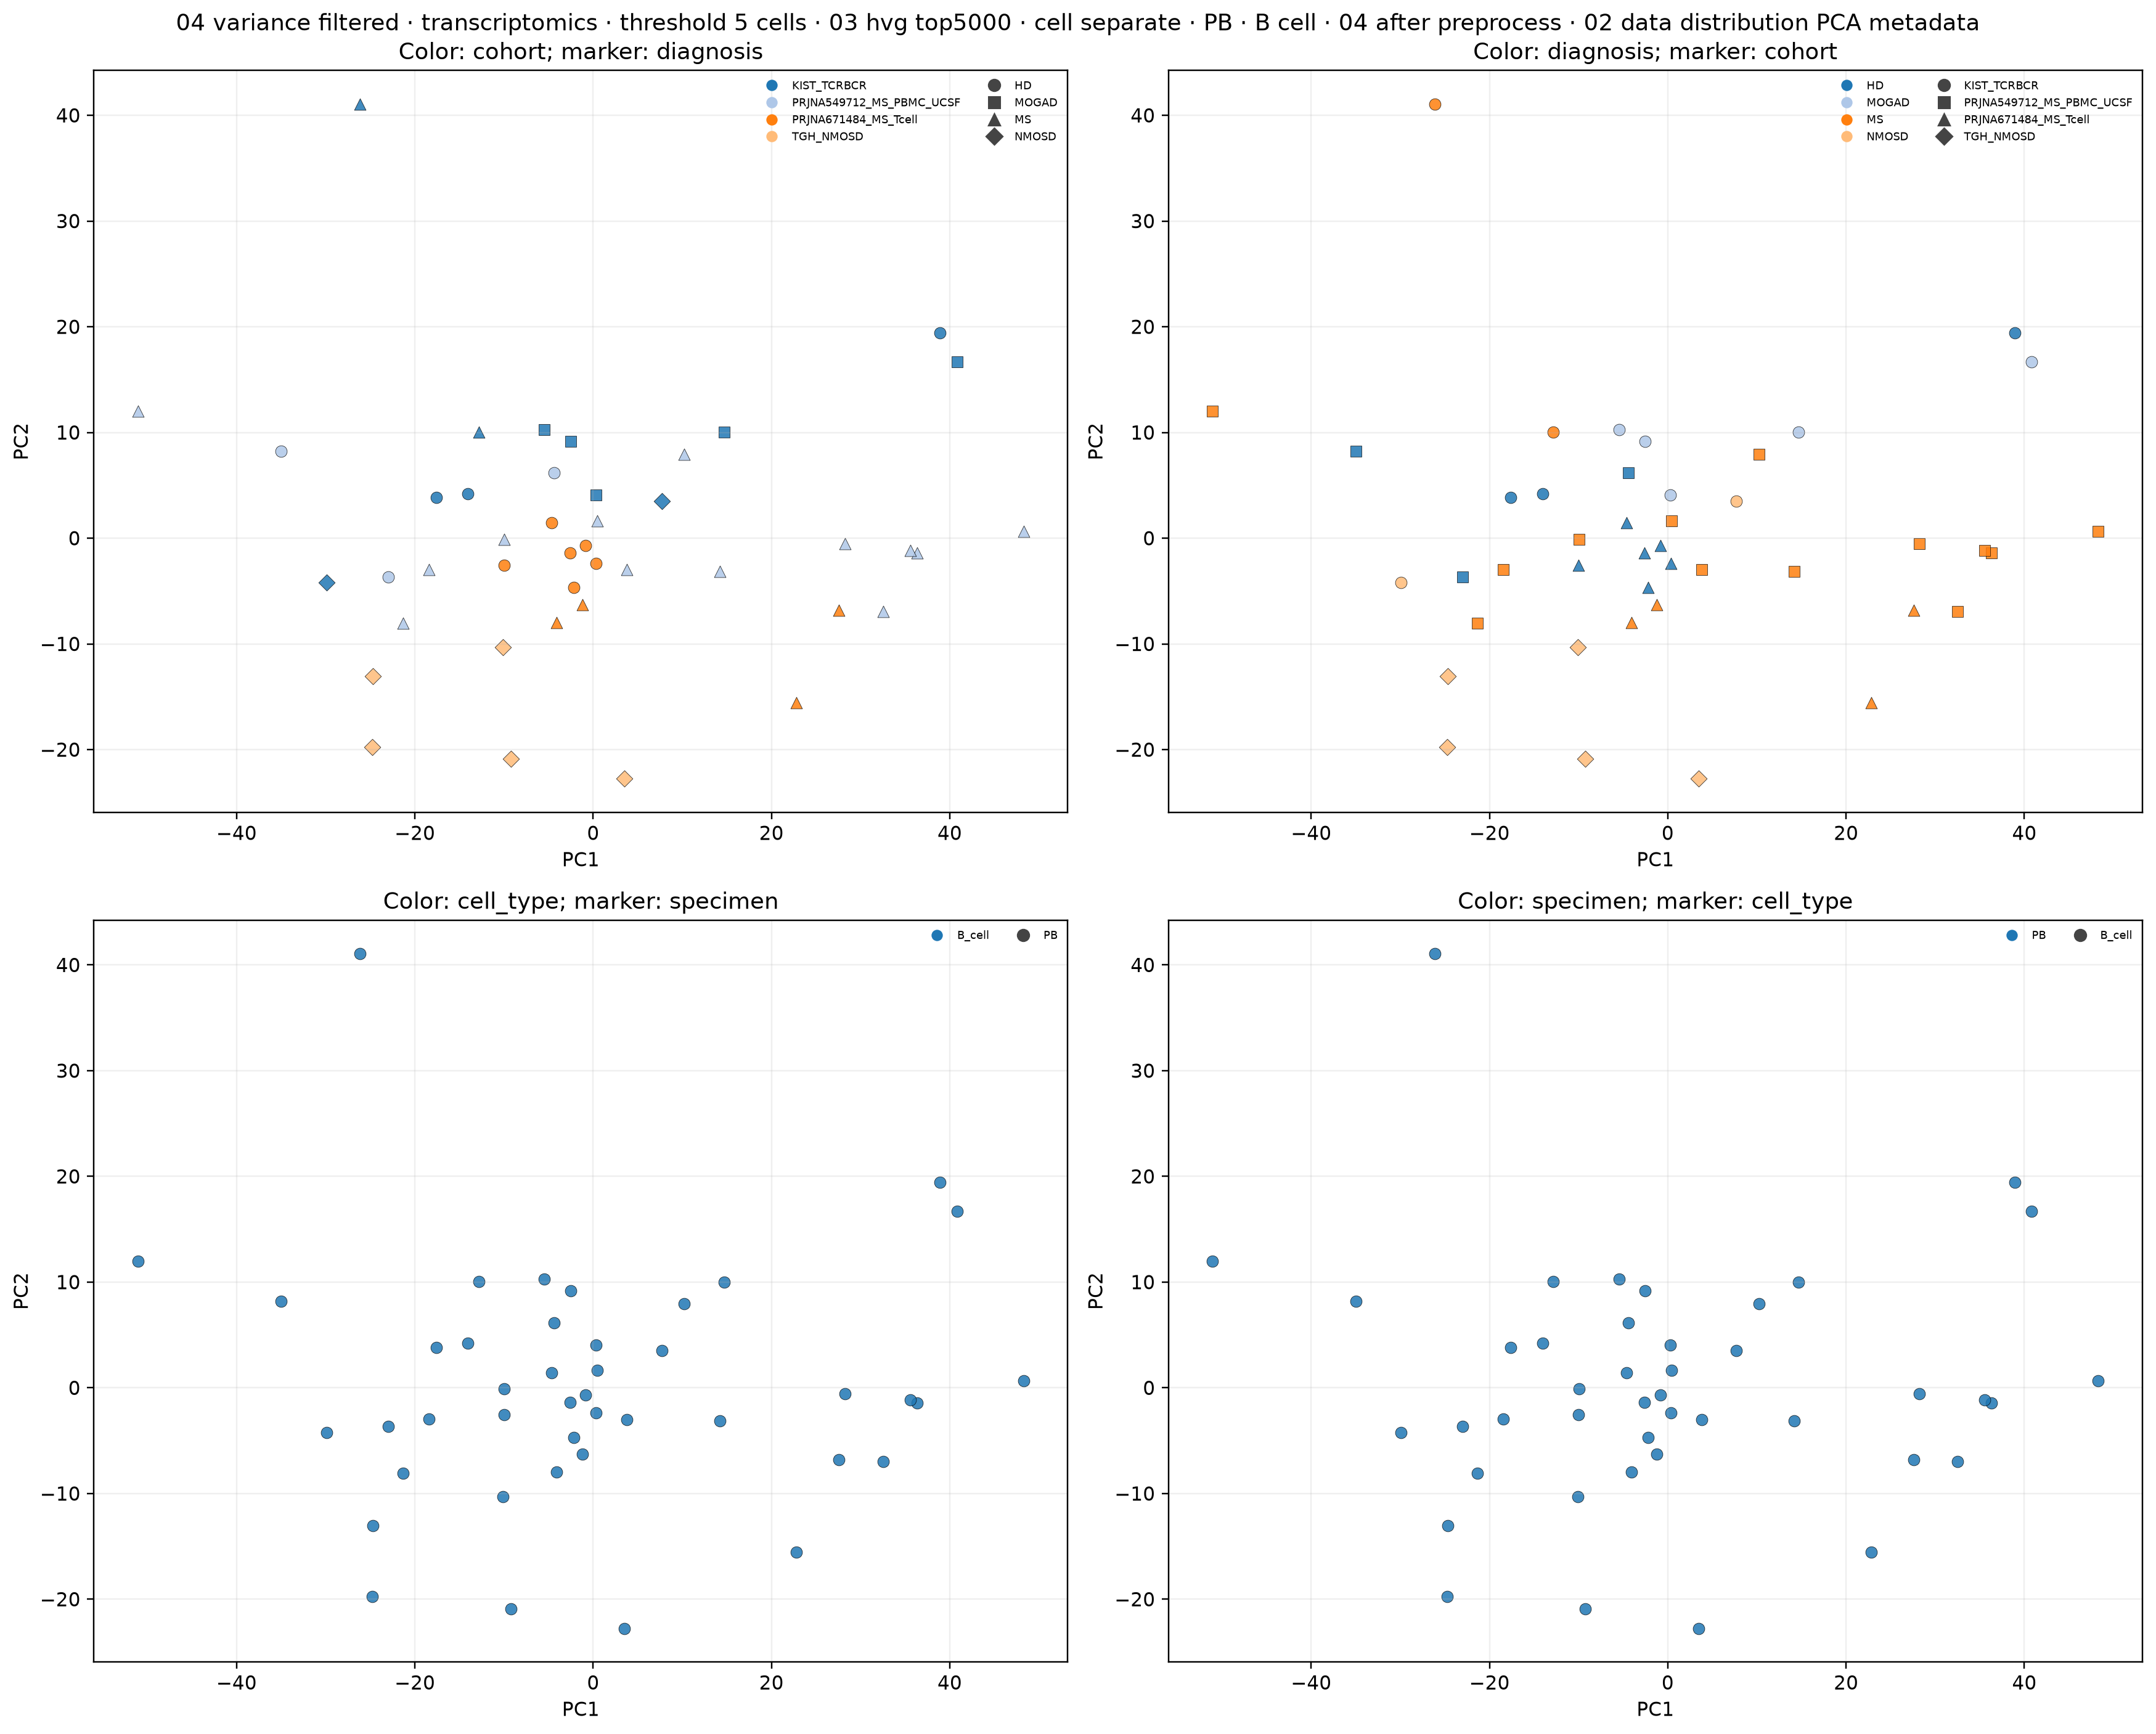 04 variance filtered · transcriptomics · threshold 5 cells · 03 hvg top5000 · cell separate · PB · B cell · 04 after preprocess · 02 data distribution PCA metadata
Color: cohort; marker: diagnosis
KIST_TCRBCR
PRJNA549712_MS_PBMC_UCSF
PRJNA671484_MS_Tcell
TGH_NMOSD
HD
MOGAD
MS
NMOSD
40
30
20
10
0
−10
−20
PC2
−40
−20
0
20
40
PC1
Color: diagnosis; marker: cohort
HD
MOGAD
MS
NMOSD
KIST_TCRBCR
PRJNA549712_MS_PBMC_UCSF
PRJNA671484_MS_Tcell
TGH_NMOSD
40
30
20
10
0
−10
−20
PC2
−40
−20
0
20
40
PC1
Color: cell_type; marker: specimen
B_cell
PB
40
30
20
10
0
−10
−20
PC2
−40
−20
0
20
40
PC1
Color: specimen; marker: cell_type
PB
B_cell
40
30
20
10
0
−10
−20
PC2
−40
−20
0
20
40
PC1